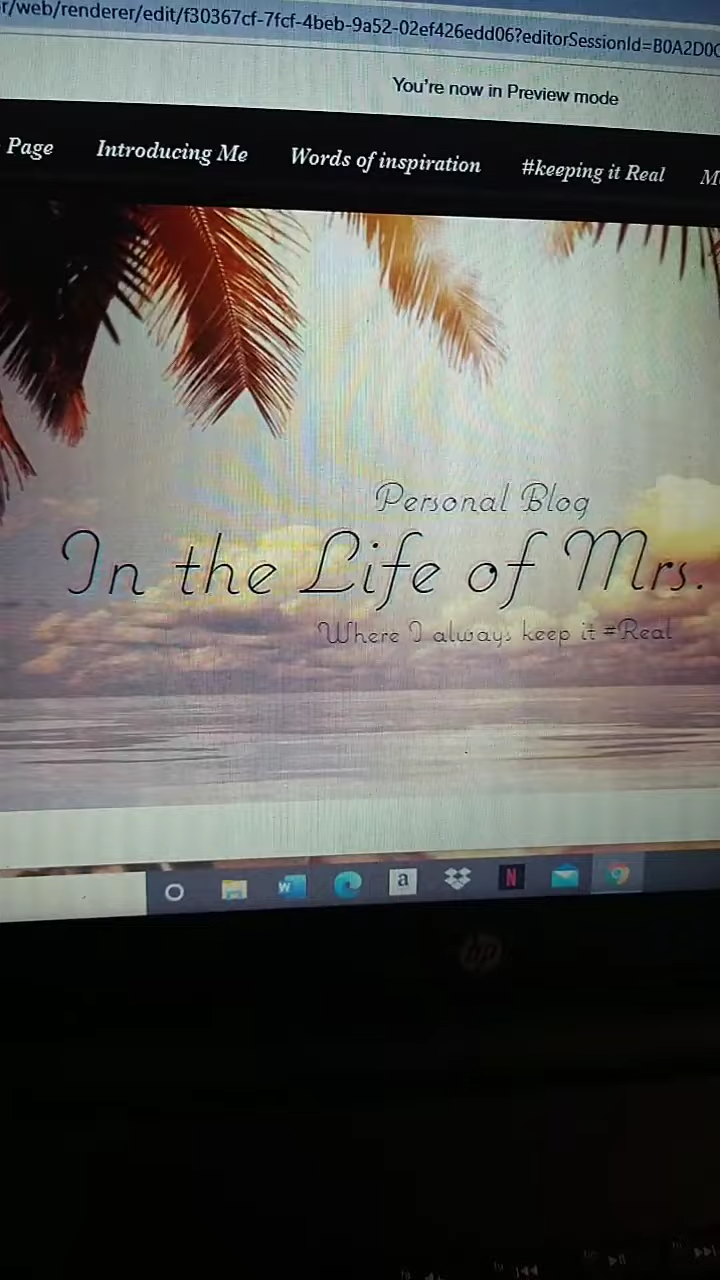 r/web/renderer/edit/f30367cf-7fcf-4beb-9a52-02ef426edd06?editorSessionId=B0A2D0C
You're now in Preview mode
Page Introducing Me Words of inspiration #keeping it Real
Personal Blog
In the Life of Mrs.
Where I always keep it #Real
W a N
hp